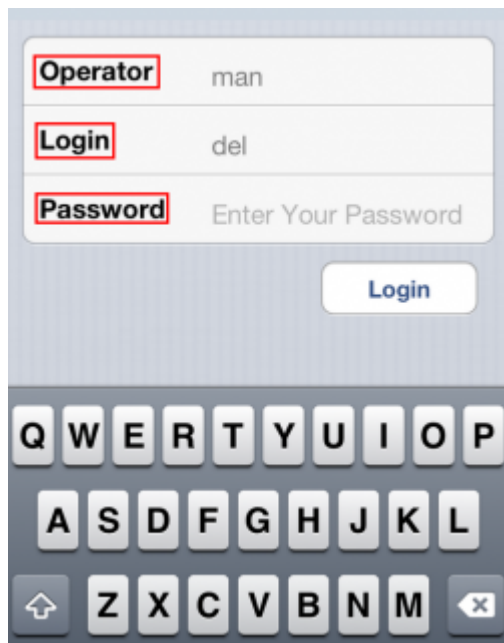 Operator man
Login del
Password Enter Your Password
Login
Q W E R T Y U I O P
A S D F G H J K L
Z X C V B N M